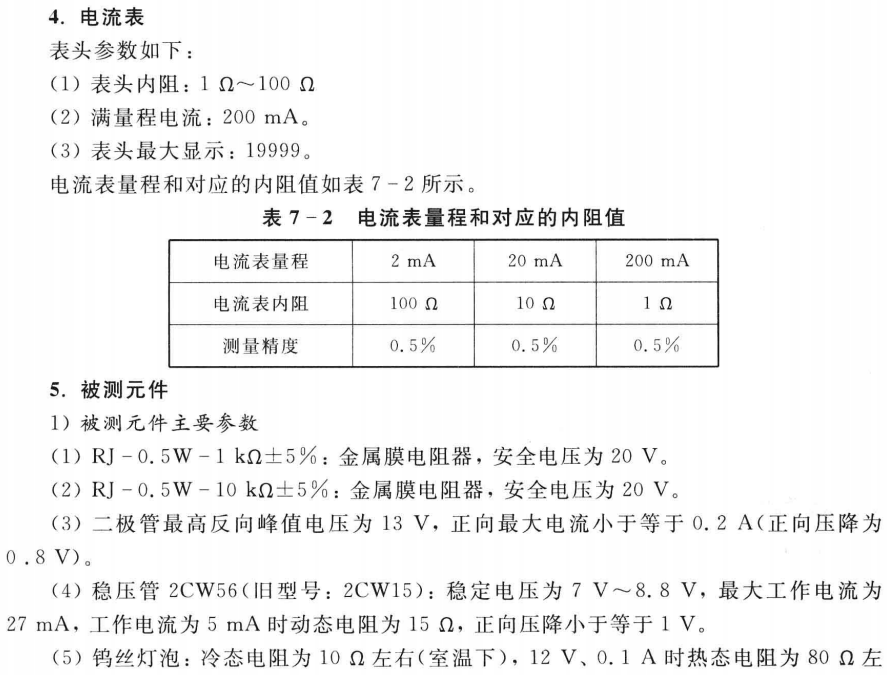 4. 电流表
表头参数如下：
(1) 表头内阻：1 Ω～100 Ω
(2) 满量程电流：200 mA。
(3) 表头最大显示：19999。
电流表量程和对应的内阻值如表 7-2 所示。
表 7-2 电流表量程和对应的内阻值
电流表量程 2 mA 20 mA 200 mA
电流表内阻 100 Ω 10 Ω 1 Ω
测量精度 0.5% 0.5% 0.5%
5. 被测元件
1) 被测元件主要参数
(1) RJ-0.5W-1 kΩ±5%：金属膜电阻器，安全电压为 20 V。
(2) RJ-0.5W-10 kΩ±5%：金属膜电阻器，安全电压为 20 V。
(3) 二极管最高反向峰值电压为 13 V，正向最大电流小于等于 0.2 A(正向压降为
0.8 V)。
(4) 稳压管 2CW56(旧型号：2CW15)：稳定电压为 7 V～8.8 V，最大工作电流为
27 mA，工作电流为 5 mA 时动态电阻为 15 Ω，正向压降小于等于 1 V。
(5) 钨丝灯泡：冷态电阻为 10 Ω 左右(室温下)，12 V、0.1 A 时热态电阻为 80 Ω 左